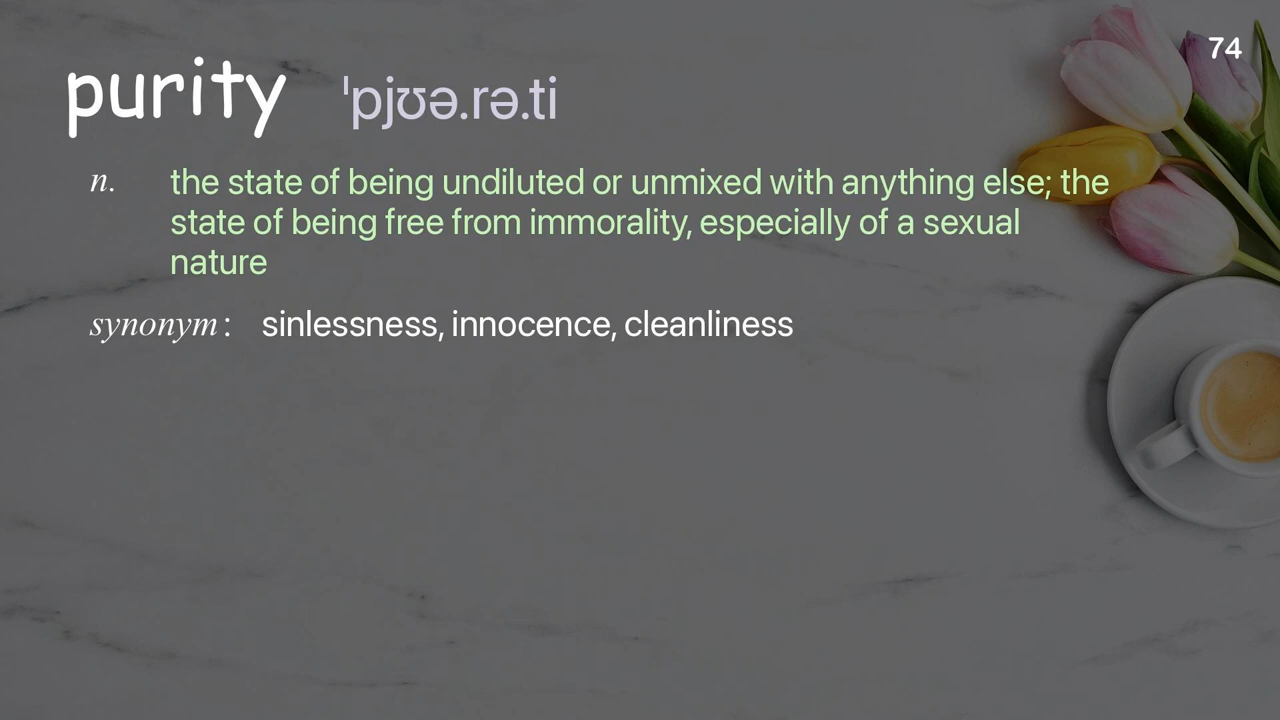 74
purity ˈpjʊə.rə.ti
n. the state of being undiluted or unmixed with anything else; the
state of being free from immorality, especially of a sexual
nature
synonym: sinlessness, innocence, cleanliness